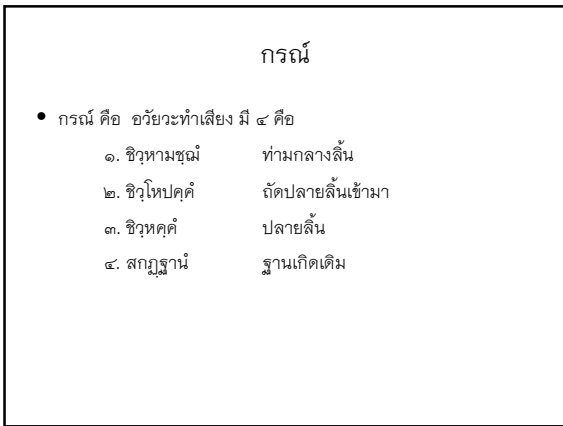 กรณ์
• กรณ์ คือ อวัยวะทำเสียง มี ๔ คือ
๑. ชิวฺหามชฺฌํ ท่ามกลางลิ้น
๒. ชิวฺโหปคฺคํ ถัดปลายลิ้นเข้ามา
๓. ชิวฺหคฺคํ ปลายลิ้น
๔. สกฏฺฐานํ ฐานเกิดเดิม